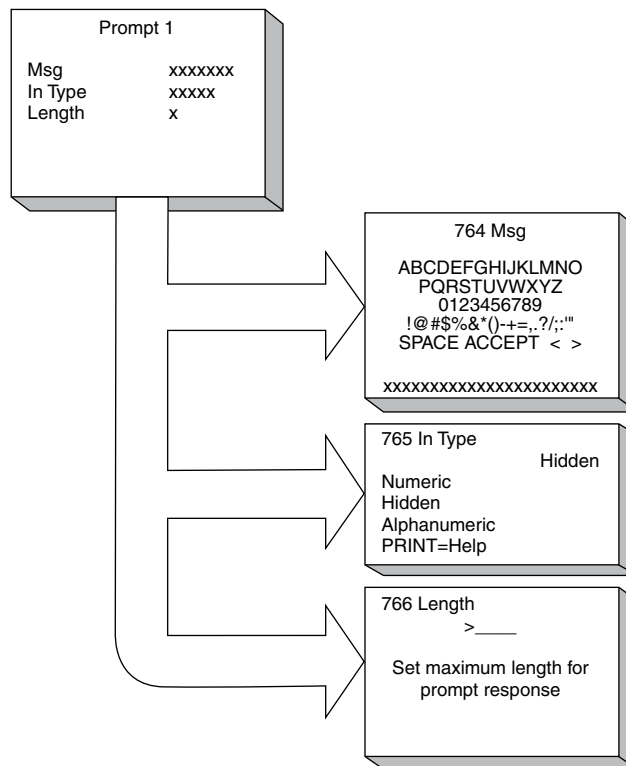 Prompt 1
Msg xxxxxxx
In Type xxxxx
Length x
764 Msg
ABCDEFGHIJKLMNO
PQRSTUVWXYZ
0123456789
!@#$%&*()-+=,.?/;:'"
SPACE ACCEPT < >
xxxxxxxxxxxxxxxxxxxxxxx
765 In Type
Hidden
Numeric
Hidden
Alphanumeric
PRINT=Help
766 Length
>____
Set maximum length for
prompt response